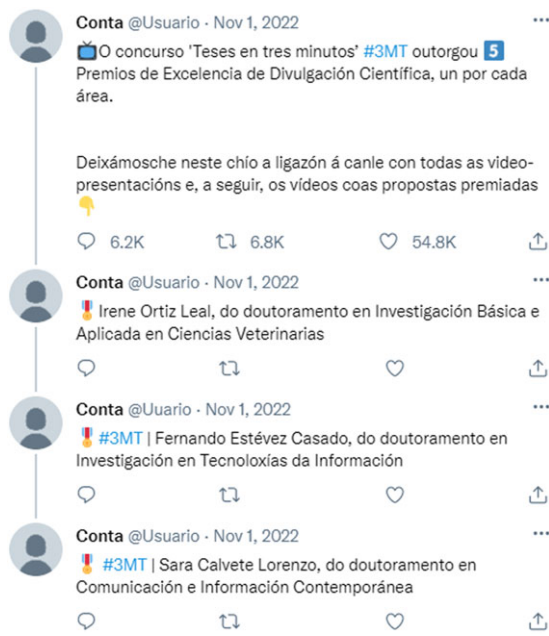 Conta @Usuario · Nov 1, 2022
📺O concurso 'Teses en tres minutos’ #3MT outorgou 5️⃣
Premios de Excelencia de Divulgación Científica, un por cada
área.
Deixámosche neste chío a ligazón á canle con todas as video-
presentacións e, a seguir, os vídeos coas propostas premiadas
👇
6.2K 6.8K 54.8K
Conta @Usuario · Nov 1, 2022
🎖️Irene Ortiz Leal, do doutoramento en Investigación Básica e
Aplicada en Ciencias Veterinarias
Conta @Uuario · Nov 1, 2022
🎖️#3MT | Fernando Estévez Casado, do doutoramento en
Investigación en Tecnoloxías da Información
Conta @Usuario · Nov 1, 2022
🎖️ #3MT | Sara Calvete Lorenzo, do doutoramento en
Comunicación e Información Contemporánea